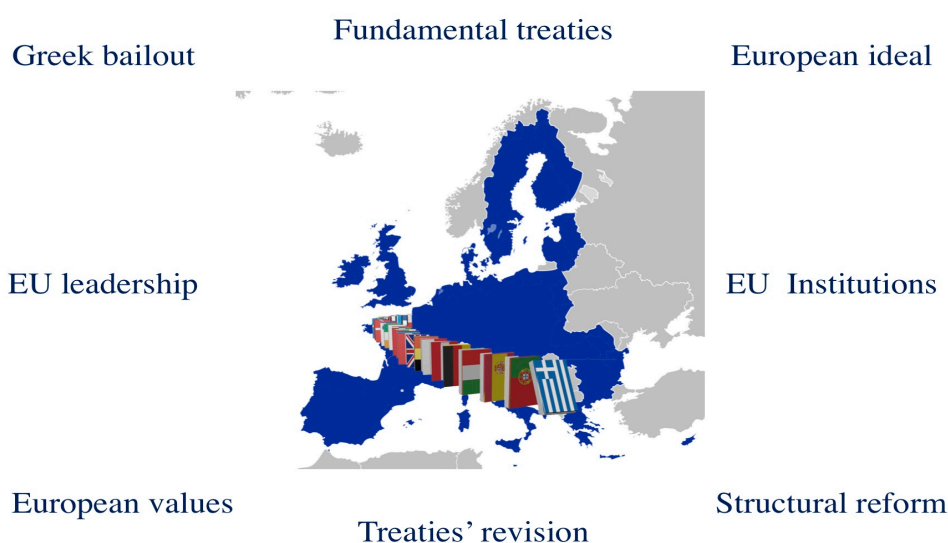 Fundamental treaties
Greek bailout
European ideal
EU leadership
EU Institutions
European values
Structural reform
Treaties’ revision